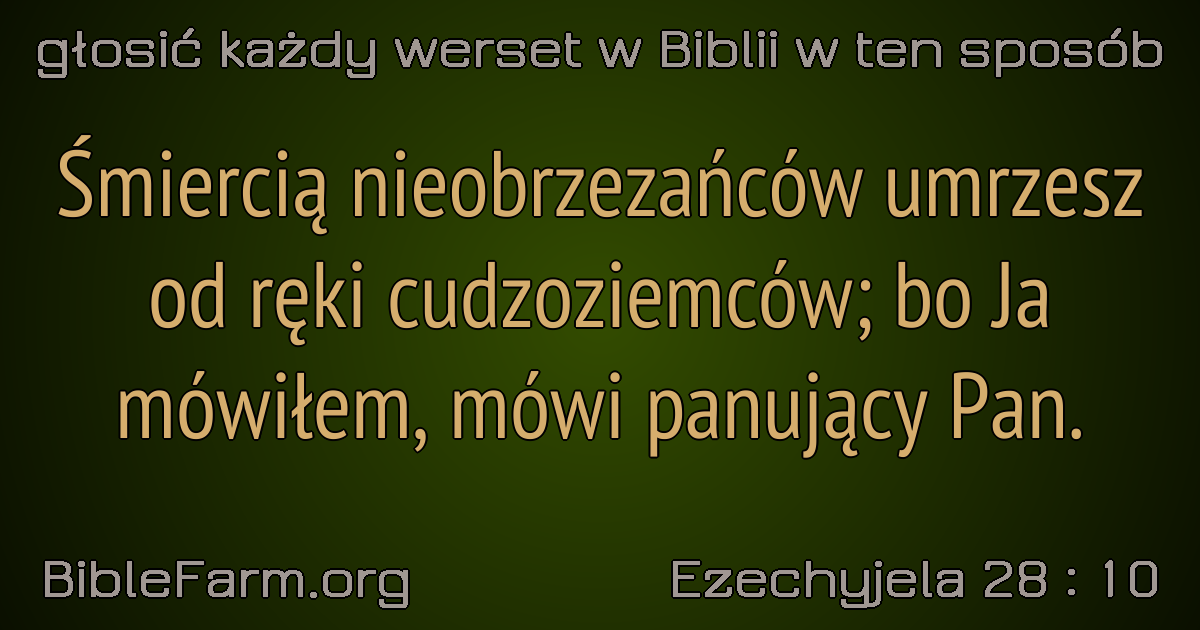 głosić każdy werset w Biblii w ten sposób
Śmiercią nieobrzezańców umrzesz
od ręki cudzoziemców; bo Ja
mówiłem, mówi panujący Pan.
BibleFarm.org
Ezechyjela 28 : 10